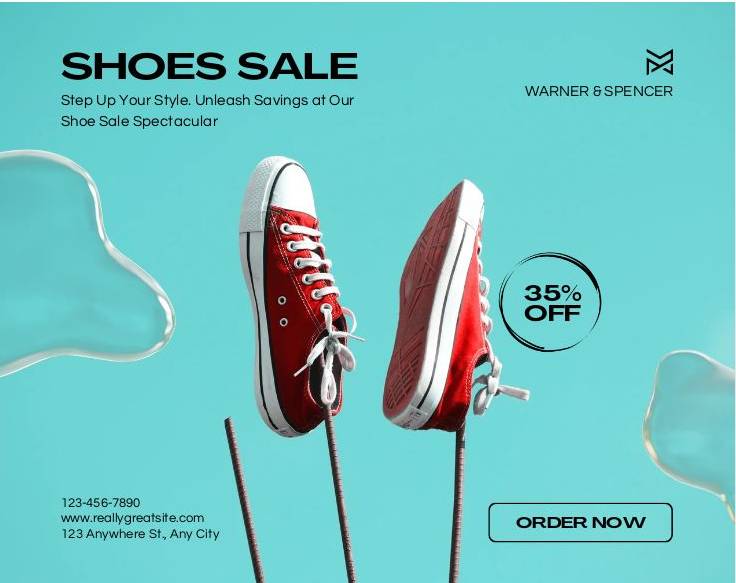 SHOES SALE
Step Up Your Style. Unleash Savings at Our
Shoe Sale Spectacular
WARNER & SPENCER
35%
OFF
123-456-7890
www.reallygreatsite.com
123 Anywhere St., Any City
ORDER NOW